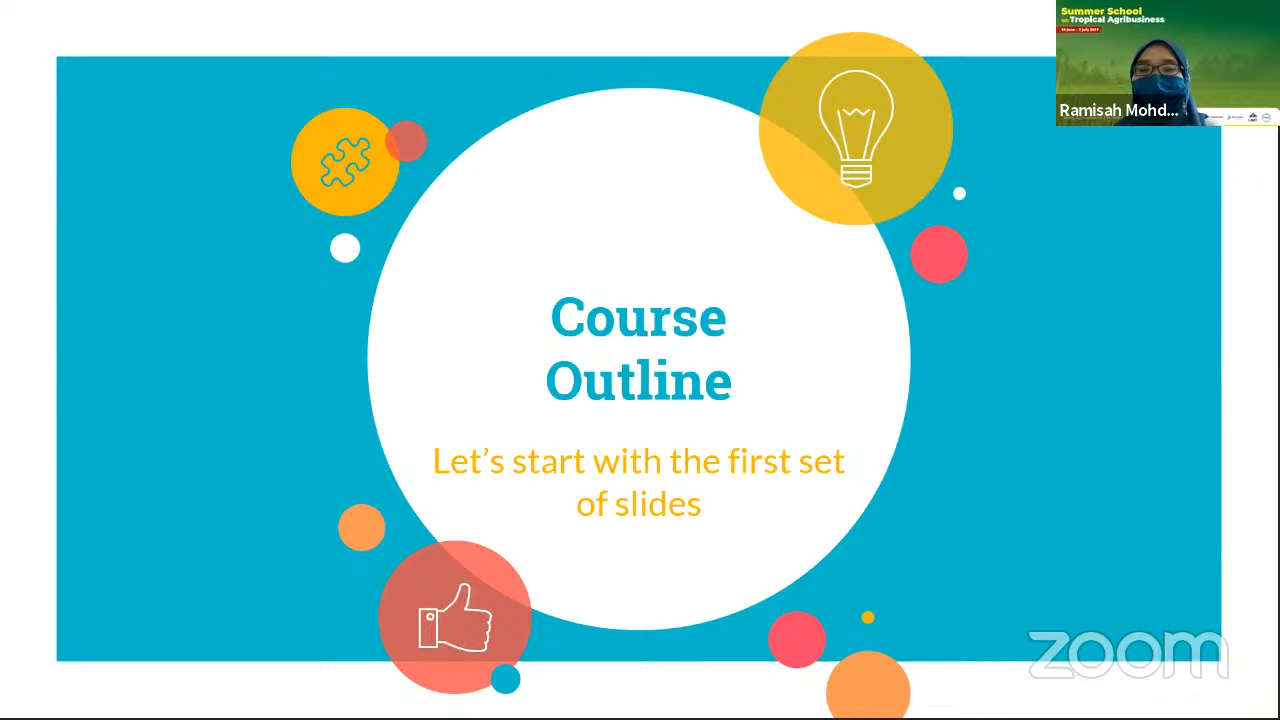 Summer School
on Tropical Agribusiness
Ramisah Mohd...
Course
Outline
Let's start with the first set
of slides
zoom